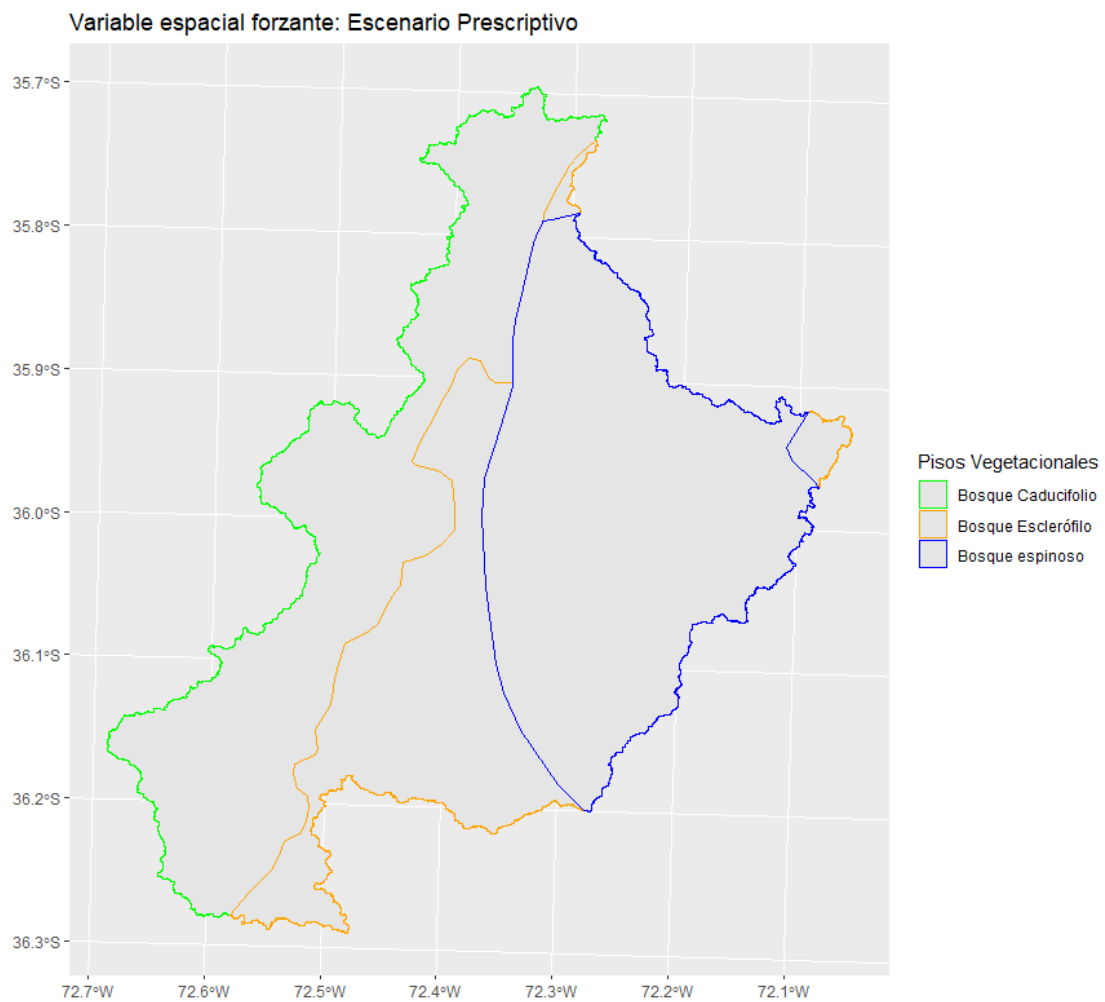 Variable espacial forzante: Escenario Prescriptivo
35.7°S
35.8°S
35.9°S
36.0°S
36.1°S
36.2°S
36.3°S
72.7°W
72.6°W
72.5°W
72.4°W
72.3°W
72.2°W
72.1°W
Pisos Vegetacionales
Bosque Caducifolio
Bosque Esclerófilo
Bosque espinoso